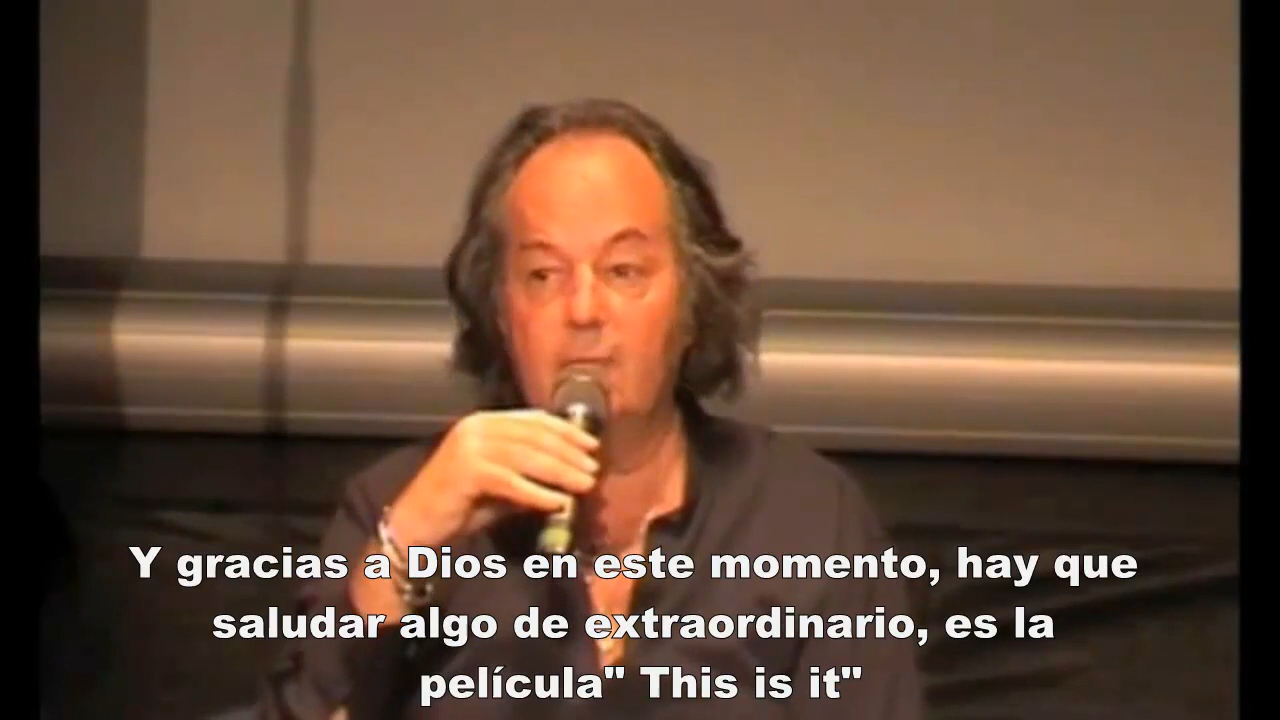 Y gracias a Dios en este momento, hay que
saludar algo de extraordinario, es la
película" This is it"